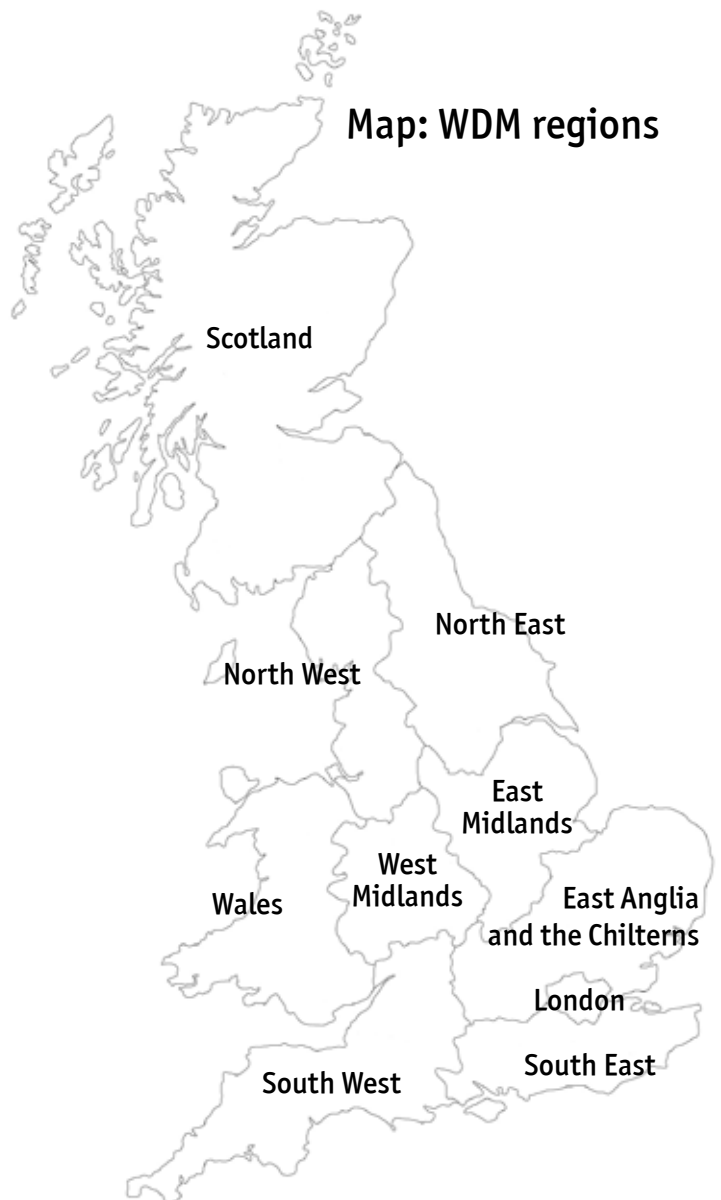 Map: WDM regions
Scotland
North East
North West
East
Midlands
West
Midlands
Wales
East Anglia
and the Chilterns
London
South East
South West